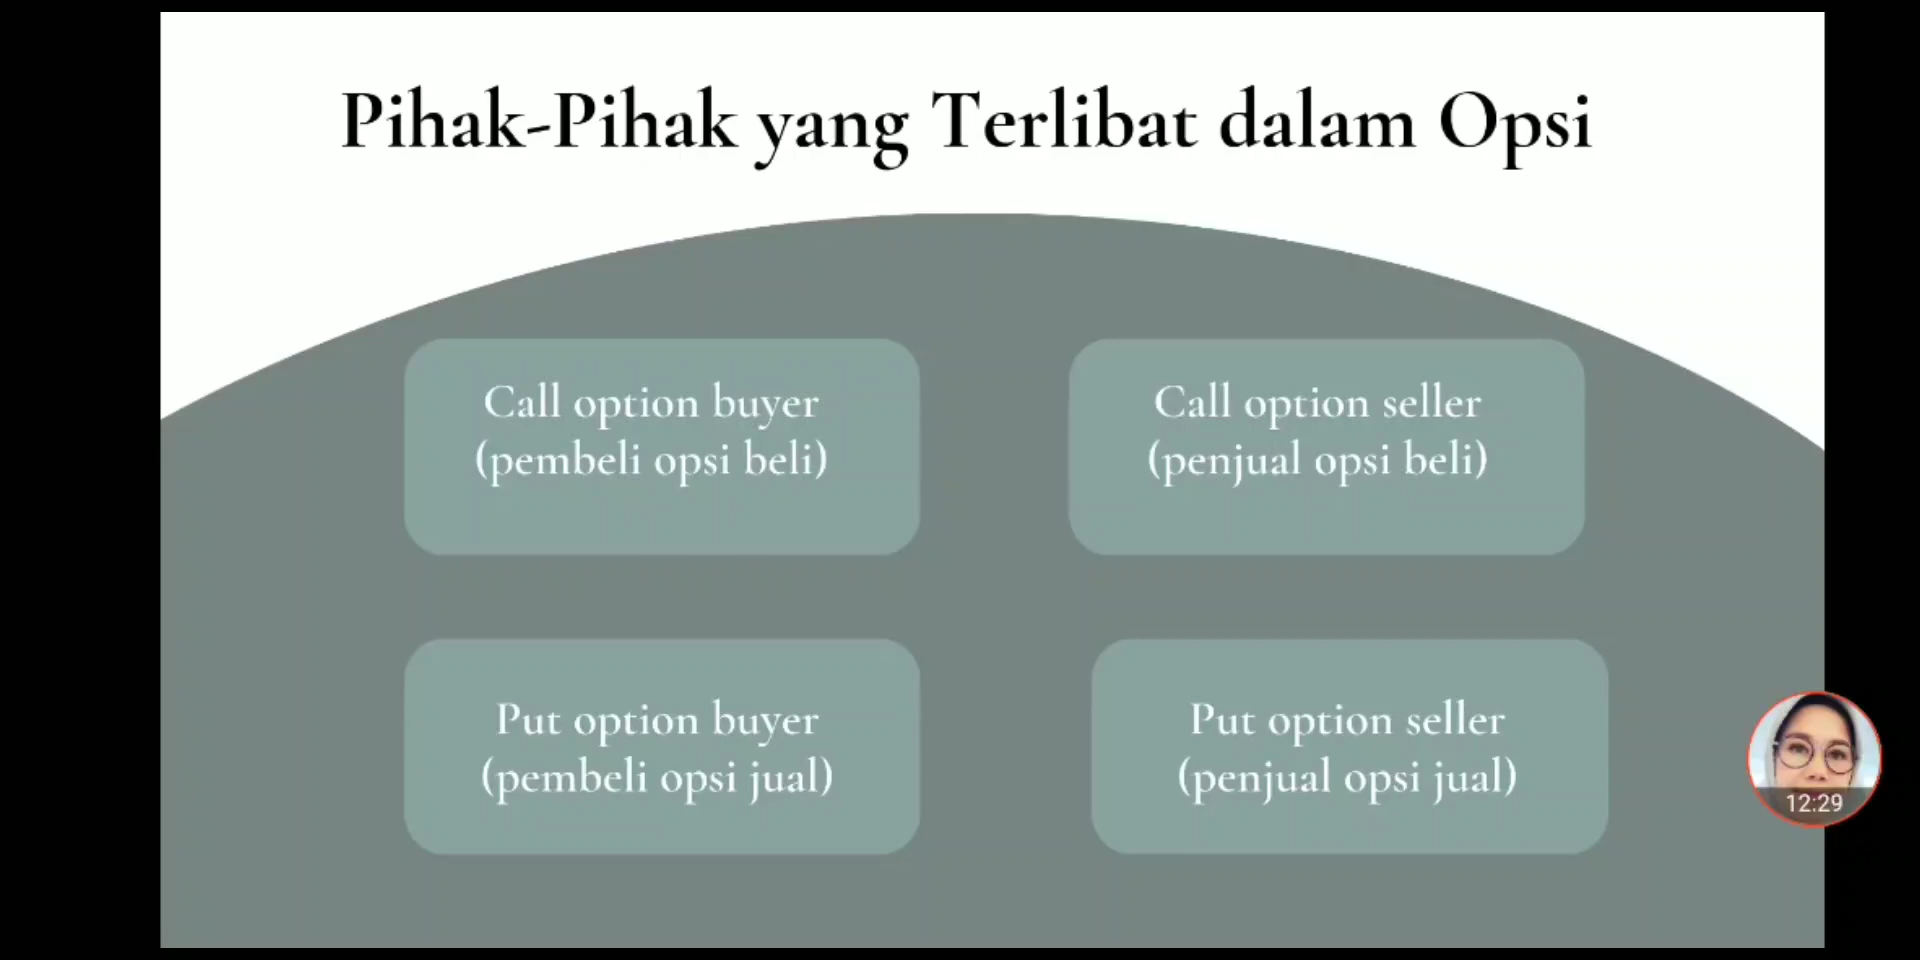 Pihak-Pihak yang Terlibat dalam Opsi
Call option buyer
(pembeli opsi beli)
Call option seller
(penjual opsi beli)
Put option buyer
(pembeli opsi jual)
Put option seller
(penjual opsi jual)
12:29